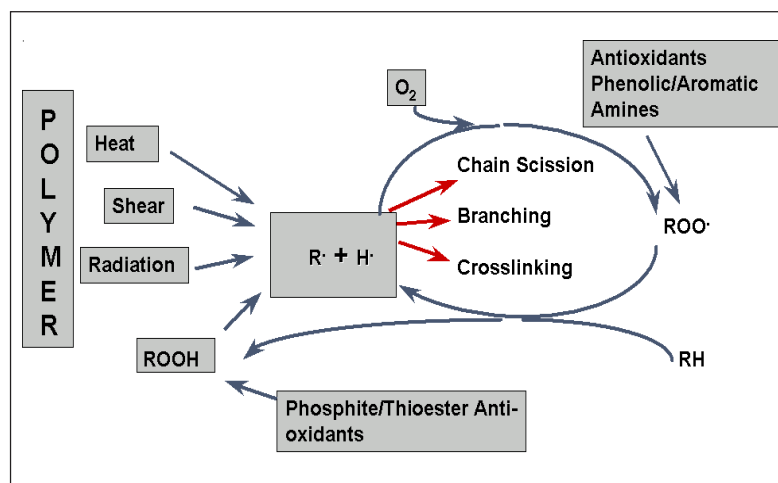 POLYMER
Heat
Shear
Radiation
ROOH
R· + H·
O₂
Chain Scission
Branching
Crosslinking
Antioxidants
Phenolic/Aromatic
Amines
ROO·
RH
Phosphite/Thioester Anti-
oxidants